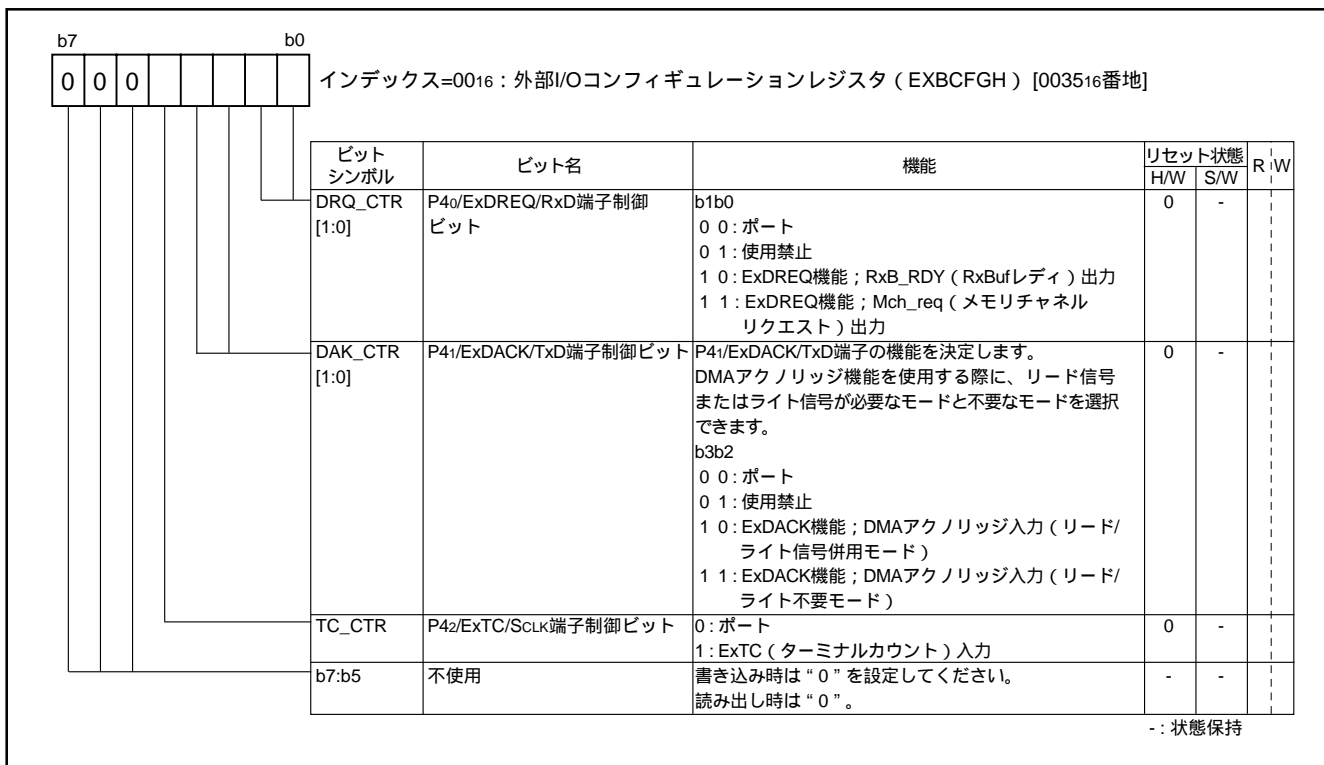 b7 b0
0 0 0 インデックス=0016：外部I/Oコンフィギュレーションレジスタ（EXBCFGH）[003516番地]
ビット シンボル ビット名 機能 リセット状態 H/W S/W R W
DRQ_CTR [1:0] P40/ExDREQ/RxD端子制御 ビット b1b0 0 -
0 0 : ポート
0 1 : 使用禁止
1 0 : ExDREQ機能；RxB_RDY（RxBufレディ）出力
1 1 : ExDREQ機能；Mch_req（メモリチャネル
リクエスト）出力
DAK_CTR [1:0] P41/ExDACK/TxD端子制御ビット P41/ExDACK/TxD端子の機能を決定します。 0 -
DMAアクノリッジ機能を使用する際に、リード信号
またはライト信号が必要なモードと不要なモードを選択
できます。
b3b2
0 0 : ポート
0 1 : 使用禁止
1 0 : ExDACK機能；DMAアクノリッジ入力（リード/
ライト信号併用モード）
1 1 : ExDACK機能；DMAアクノリッジ入力（リード/
ライト不要モード）
TC_CTR P42/ExTC/SCLK端子制御ビット 0 : ポート 0 -
1 : ExTC（ターミナルカウント）入力
b7:b5 不使用 書き込み時は“0”を設定してください。 - -
読み出し時は“0”。
- : 状態保持